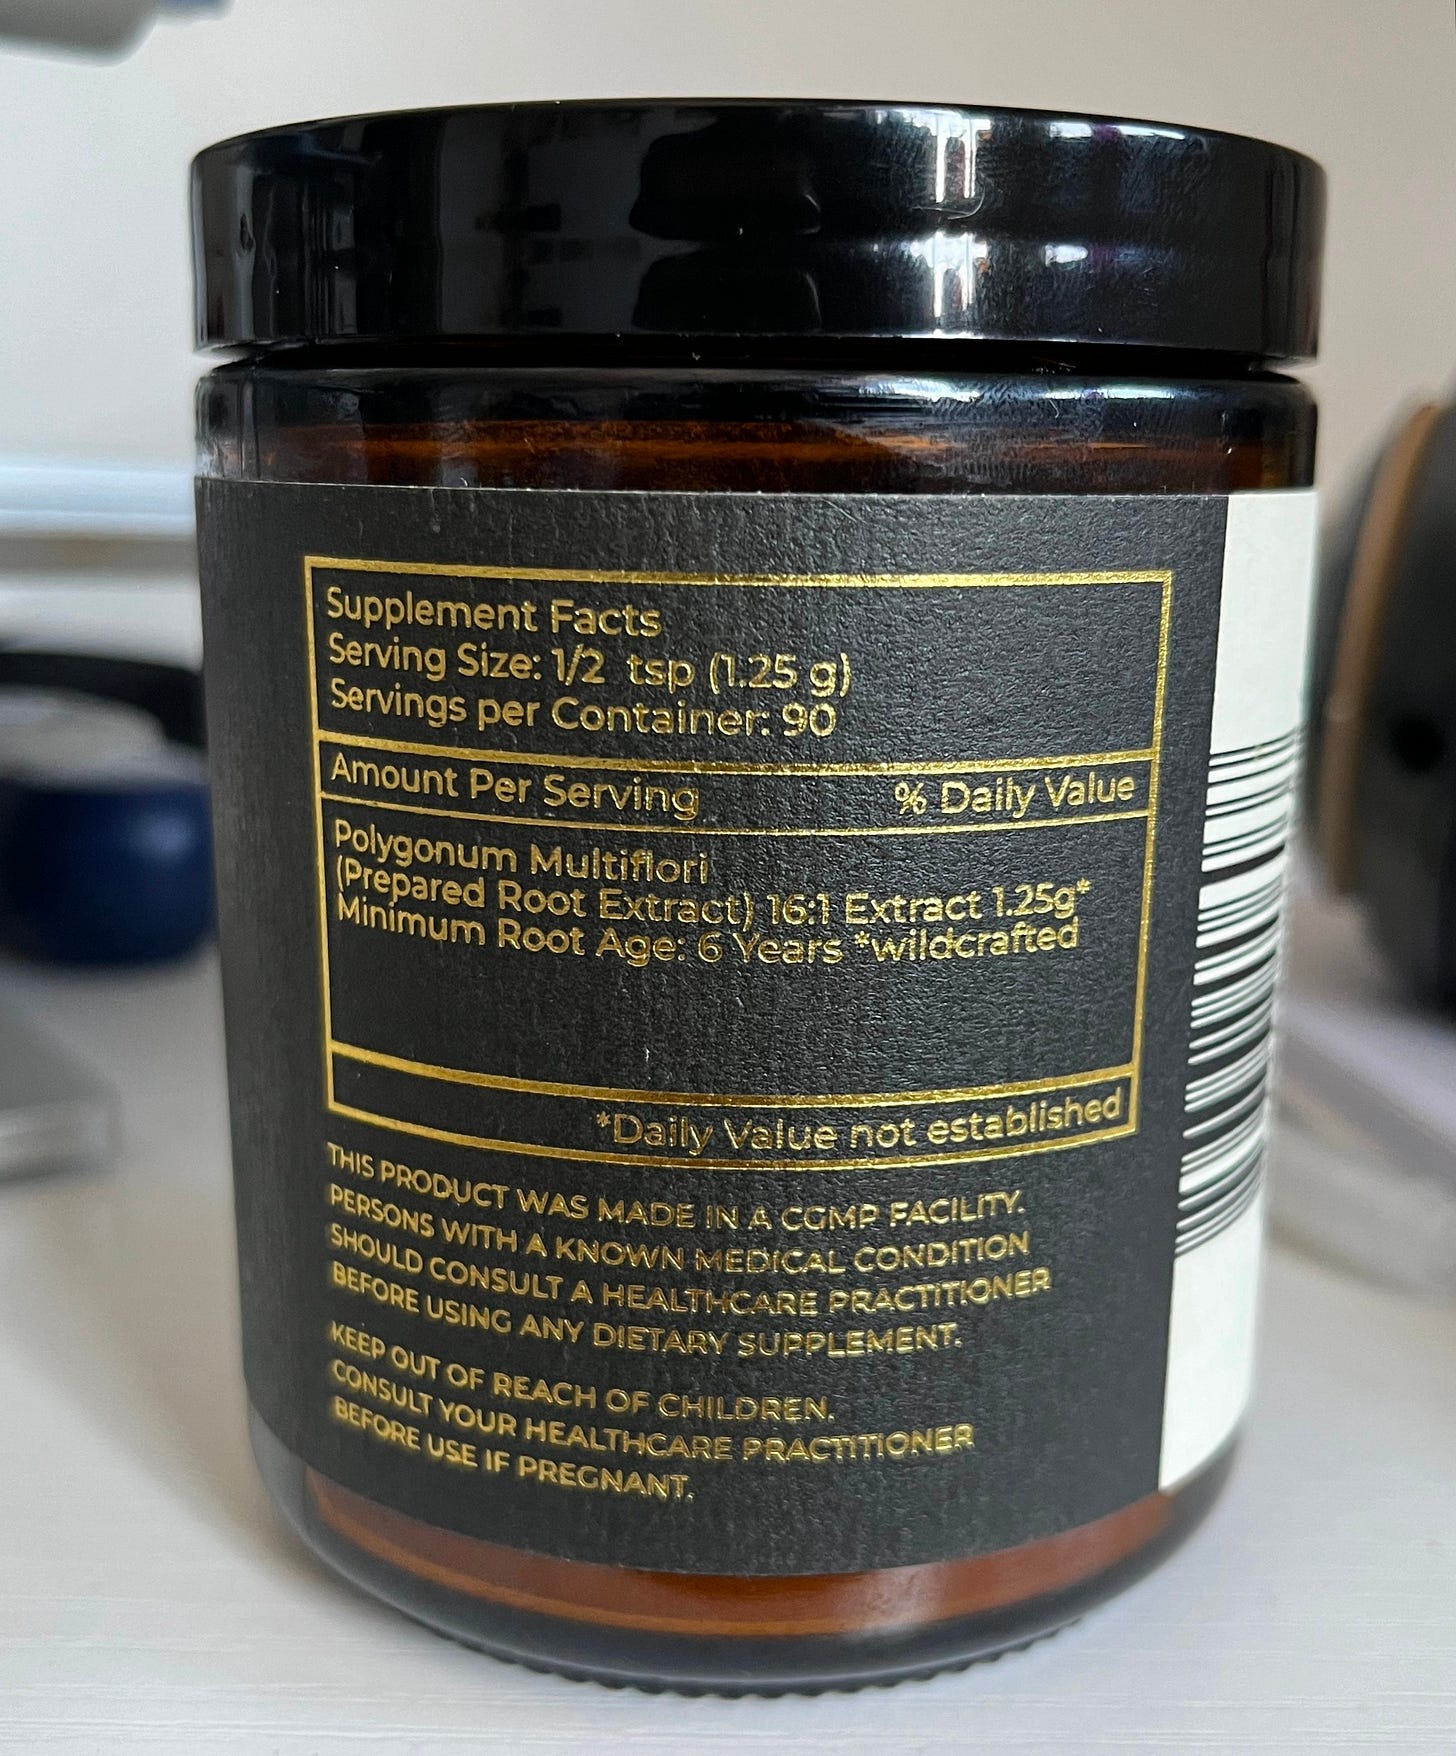 Supplement Facts
Serving Size: 1/2 tsp (1.25 g)
Servings per Container: 90
Amount Per Serving % Daily Value
Polygonum Multiflori
(Prepared Root Extract) 16:1 Extract 1.25g*
Minimum Root Age: 6 Years *wildcrafted
*Daily Value not established
THIS PRODUCT WAS MADE IN A CGMP FACILITY.
PERSONS WITH A KNOWN MEDICAL CONDITION
SHOULD CONSULT A HEALTHCARE PRACTITIONER
BEFORE USING ANY DIETARY SUPPLEMENT.
KEEP OUT OF REACH OF CHILDREN.
CONSULT YOUR HEALTHCARE PRACTITIONER
BEFORE USE IF PREGNANT.